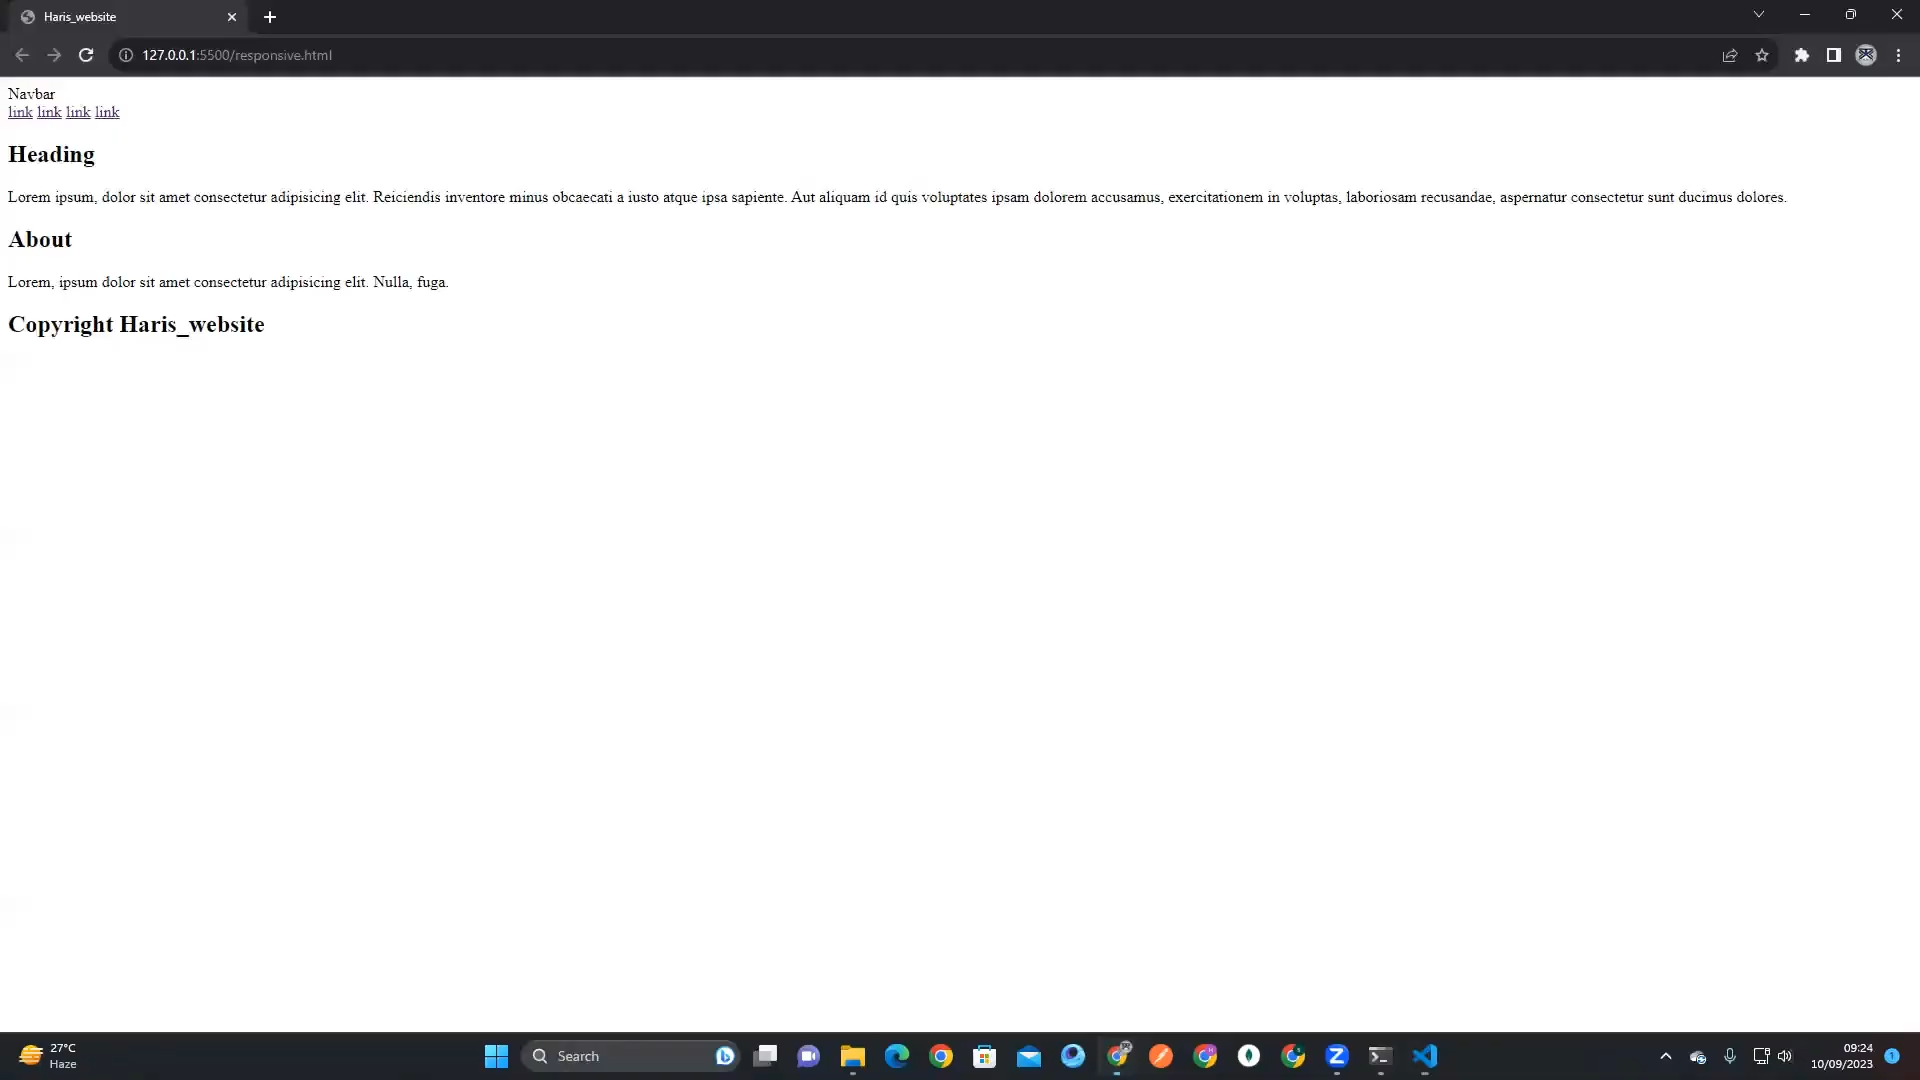 Haris_website
127.0.0.1:5500/responsive.html
Navbar
link link link link
Heading
Lorem ipsum, dolor sit amet consectetur adipisicing elit. Reiciendis inventore minus obcaecati a iusto atque ipsa sapiente. Aut aliquam id quis voluptates ipsam dolorem accusamus, exercitationem in voluptas, laboriosam recusandae, aspernatur consectetur sunt ducimus dolores.
About
Lorem, ipsum dolor sit amet consectetur adipisicing elit. Nulla, fuga.
Copyright Haris_website
27°C
Haze
Search
09:24
10/09/2023
1